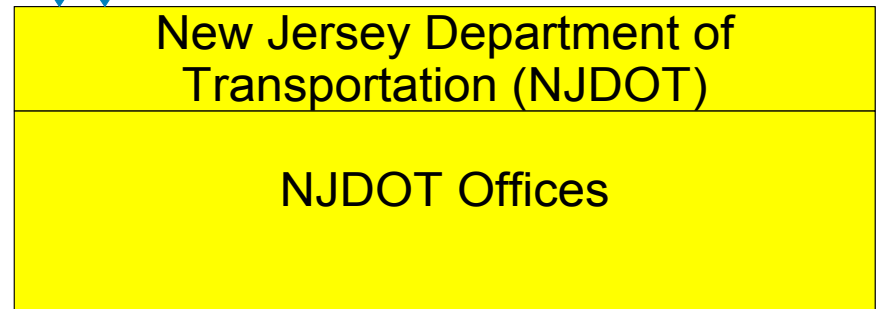 New Jersey Department of
Transportation (NJDOT)
NJDOT Offices